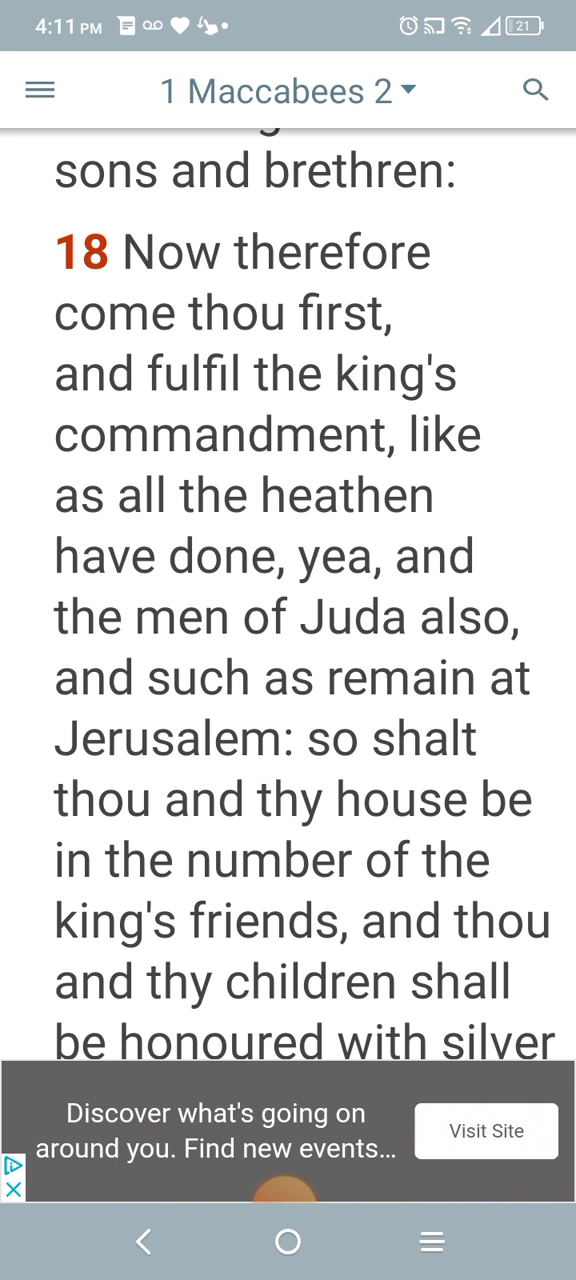 4:11 PM
21
1 Maccabees 2
sons and brethren:
18 Now therefore
come thou first,
and fulfil the king's
commandment, like
as all the heathen
have done, yea, and
the men of Juda also,
and such as remain at
Jerusalem: so shalt
thou and thy house be
in the number of the
king's friends, and thou
and thy children shall
be honoured with silver
Discover what's going on
around you. Find new events...
Visit Site